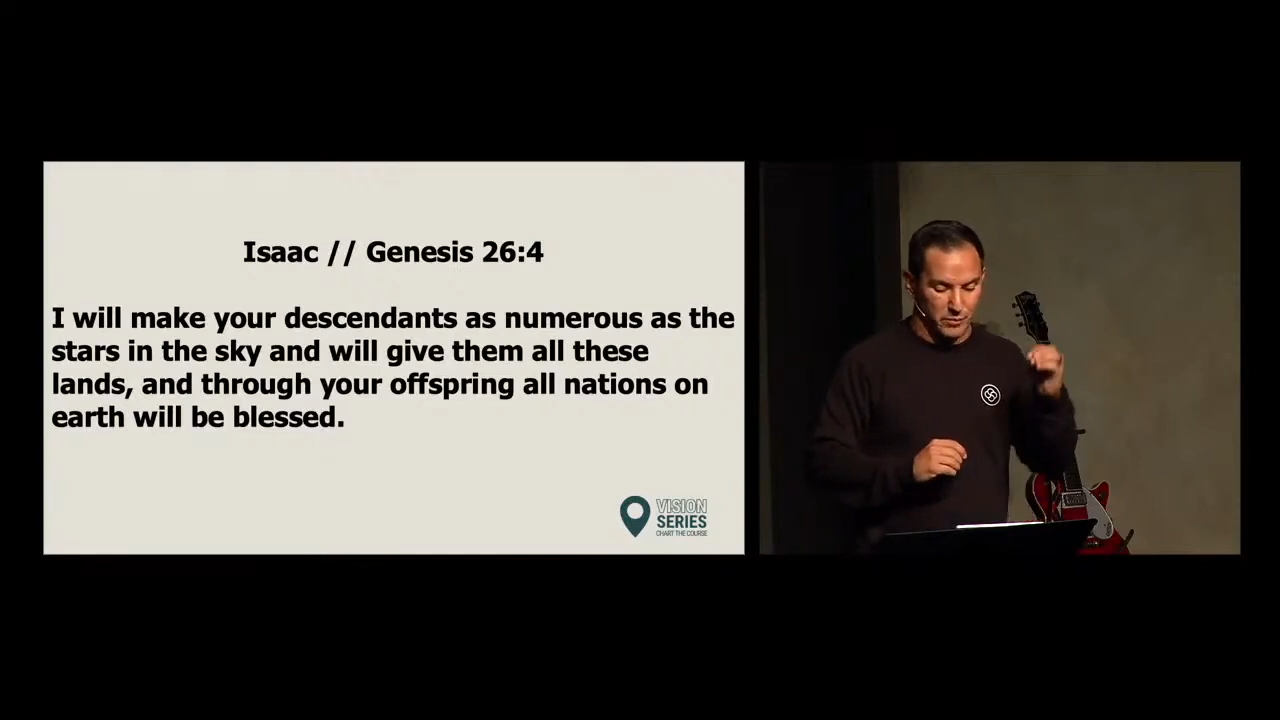 Isaac // Genesis 26:4
I will make your descendants as numerous as the
stars in the sky and will give them all these
lands, and through your offspring all nations on
earth will be blessed.
VISION
SERIES
CHART THE COURSE